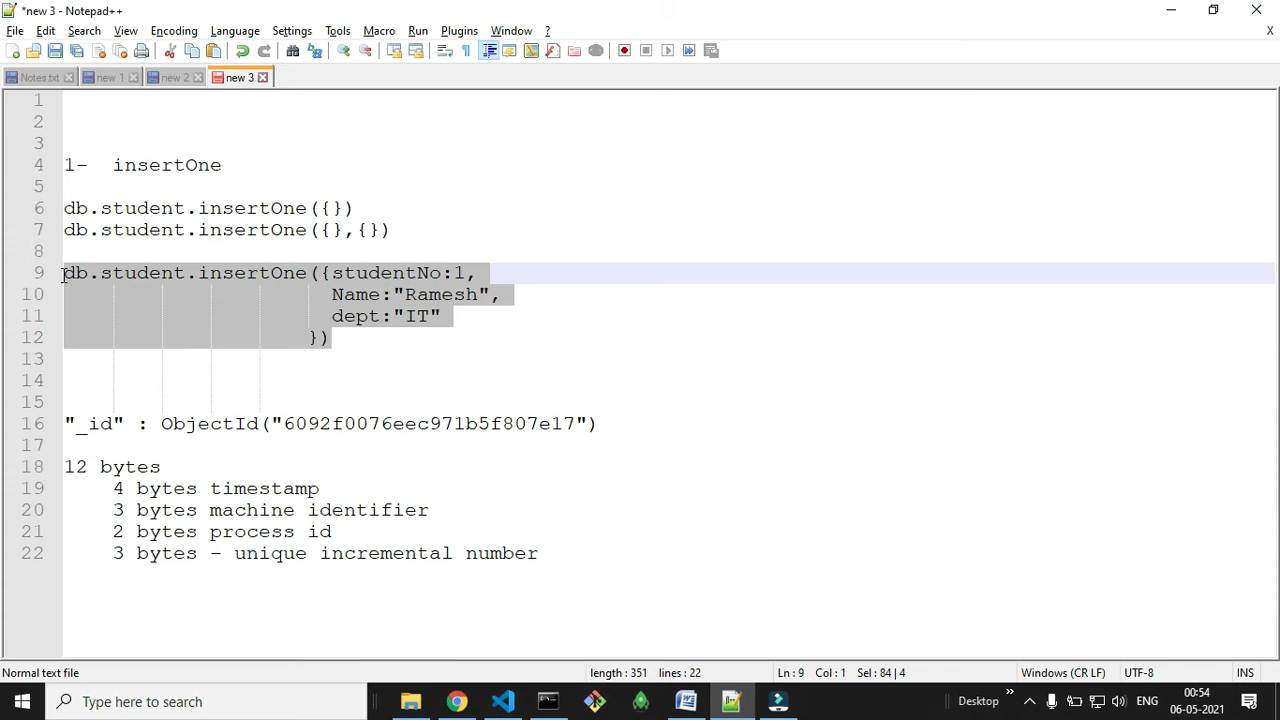 *new 3 - Notepad++
File Edit Search View Encoding Language Settings Tools Macro Run Plugins Window ? X
Notes.txt new 1 new 2 new 3
1
2
3
4 1- insertOne
5
6 db.student.insertOne({})
7 db.student.insertOne({},{})
8
9 db.student.insertOne({studentNo:1,
10 Name:"Ramesh",
11 dept:"IT"
12 })
13
14
15
16 "_id" : ObjectId("6092f0076eec971b5f807e17")
17
18 12 bytes
19 4 bytes timestamp
20 3 bytes machine identifier
21 2 bytes process id
22 3 bytes - unique incremental number
Normal text file length : 351 lines : 22 Ln : 9 Col : 1 Sel : 84 | 4 Windows (CR LF) UTF-8 INS
Type here to search Desktop ENG 00:54
06-05-2021